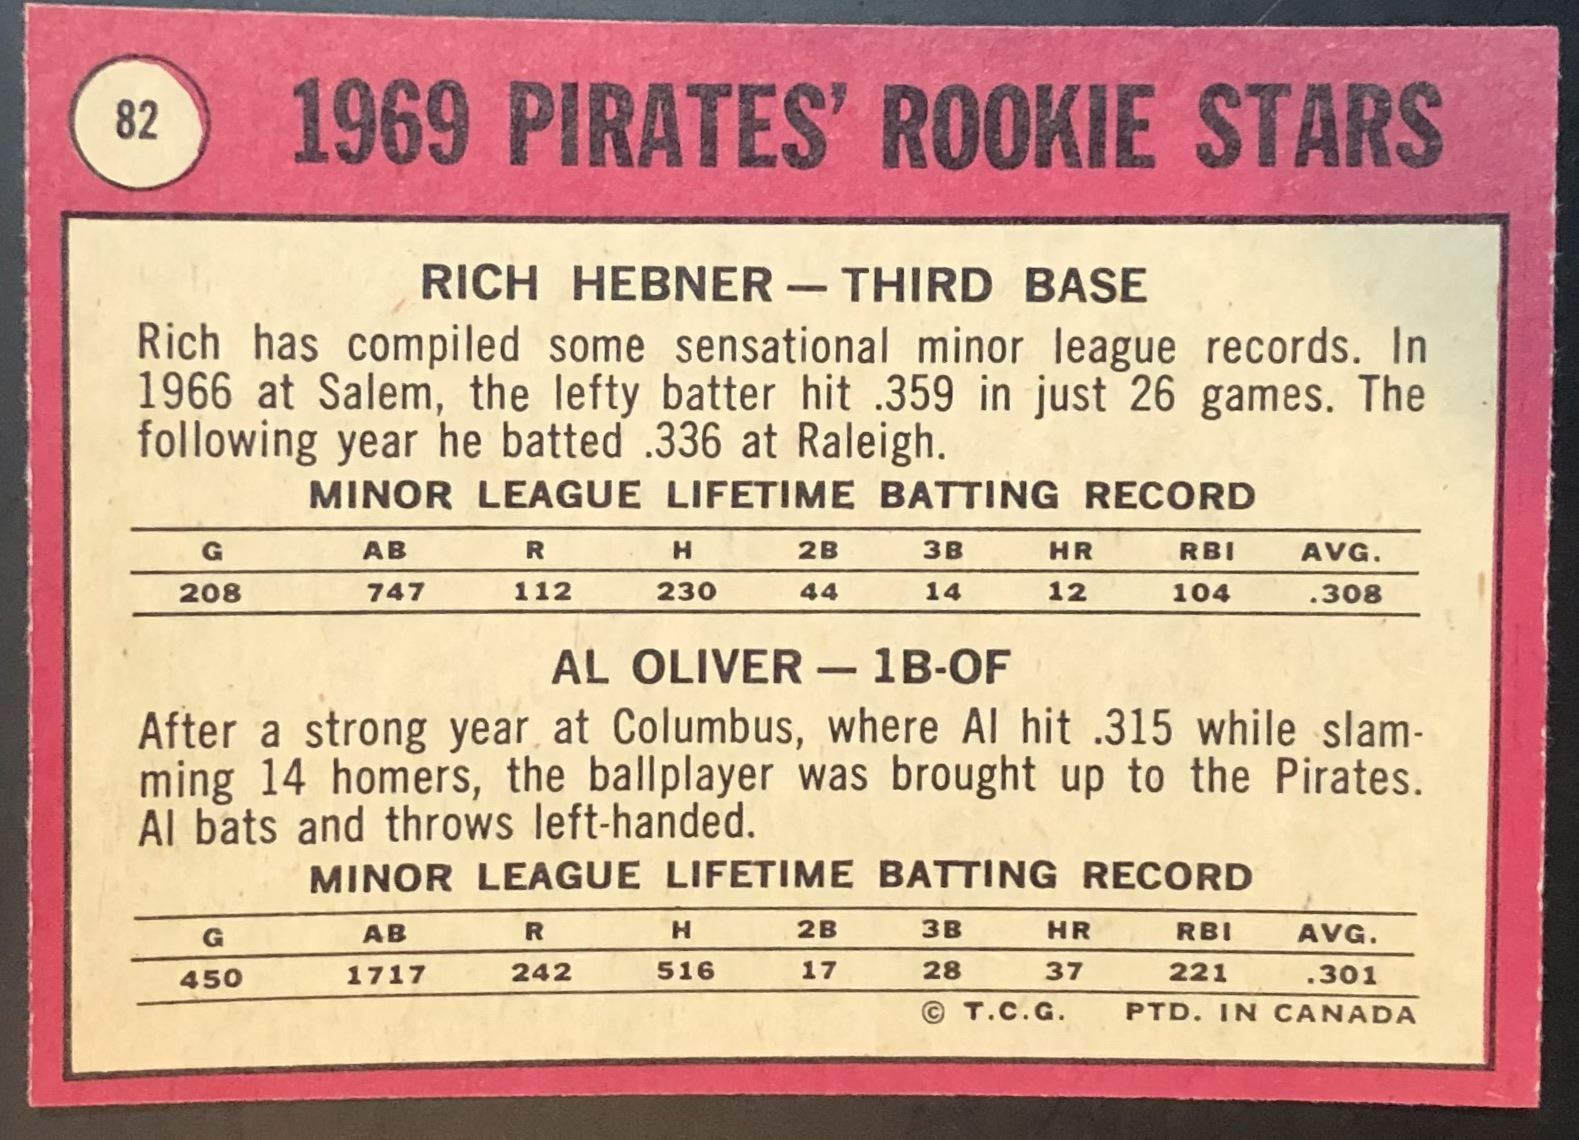 82
1969 PIRATES' ROOKIE STARS
RICH HEBNER — THIRD BASE
Rich has compiled some sensational minor league records. In
1966 at Salem, the lefty batter hit .359 in just 26 games. The
following year he batted .336 at Raleigh.
MINOR LEAGUE LIFETIME BATTING RECORD
G AB R H 2B 3B HR RBI AVG.
208 747 112 230 44 14 12 104 .308
AL OLIVER — 1B-OF
After a strong year at Columbus, where Al hit .315 while slam-
ming 14 homers, the ballplayer was brought up to the Pirates.
Al bats and throws left-handed.
MINOR LEAGUE LIFETIME BATTING RECORD
G AB R H 2B 3B HR RBI AVG.
450 1717 242 516 17 28 37 221 .301
© T.C.G. PTD. IN CANADA